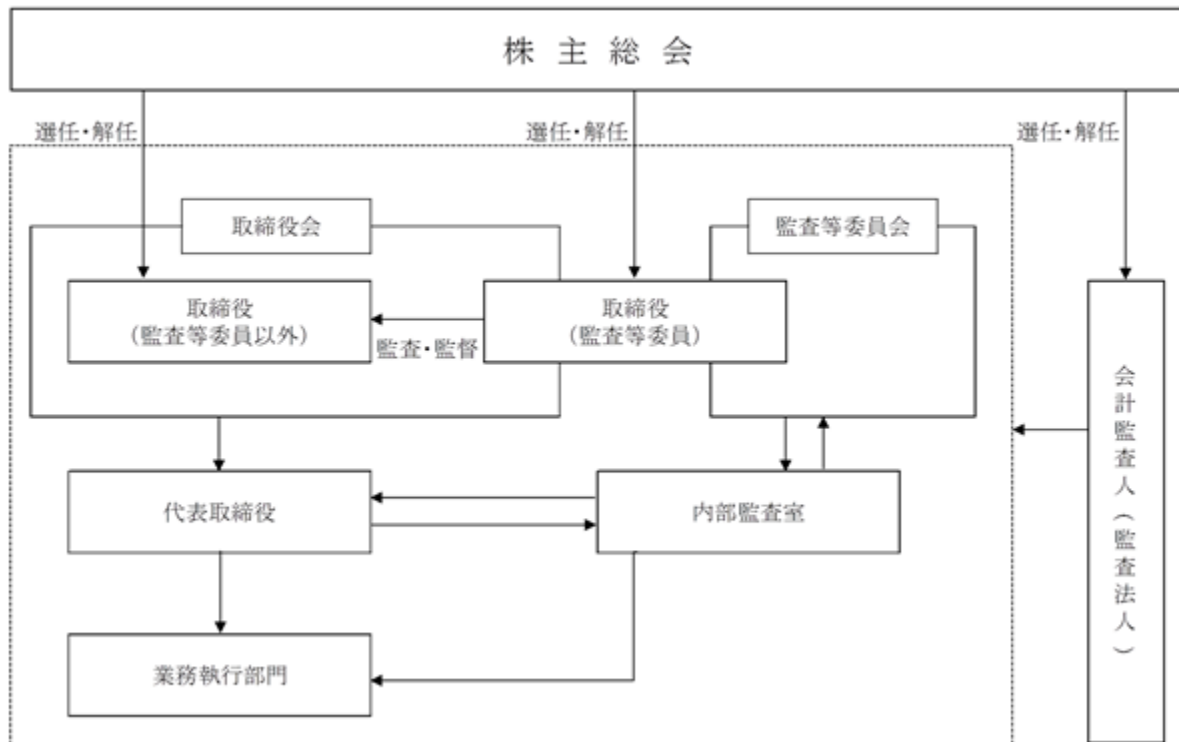 株主総会
選任・解任
選任・解任
選任・解任
取締役会
監査等委員会
取締役
（監査等委員以外）
取締役
（監査等委員）
監査・監督
代表取締役
内部監査室
業務執行部門
会計監査人（監査法人）